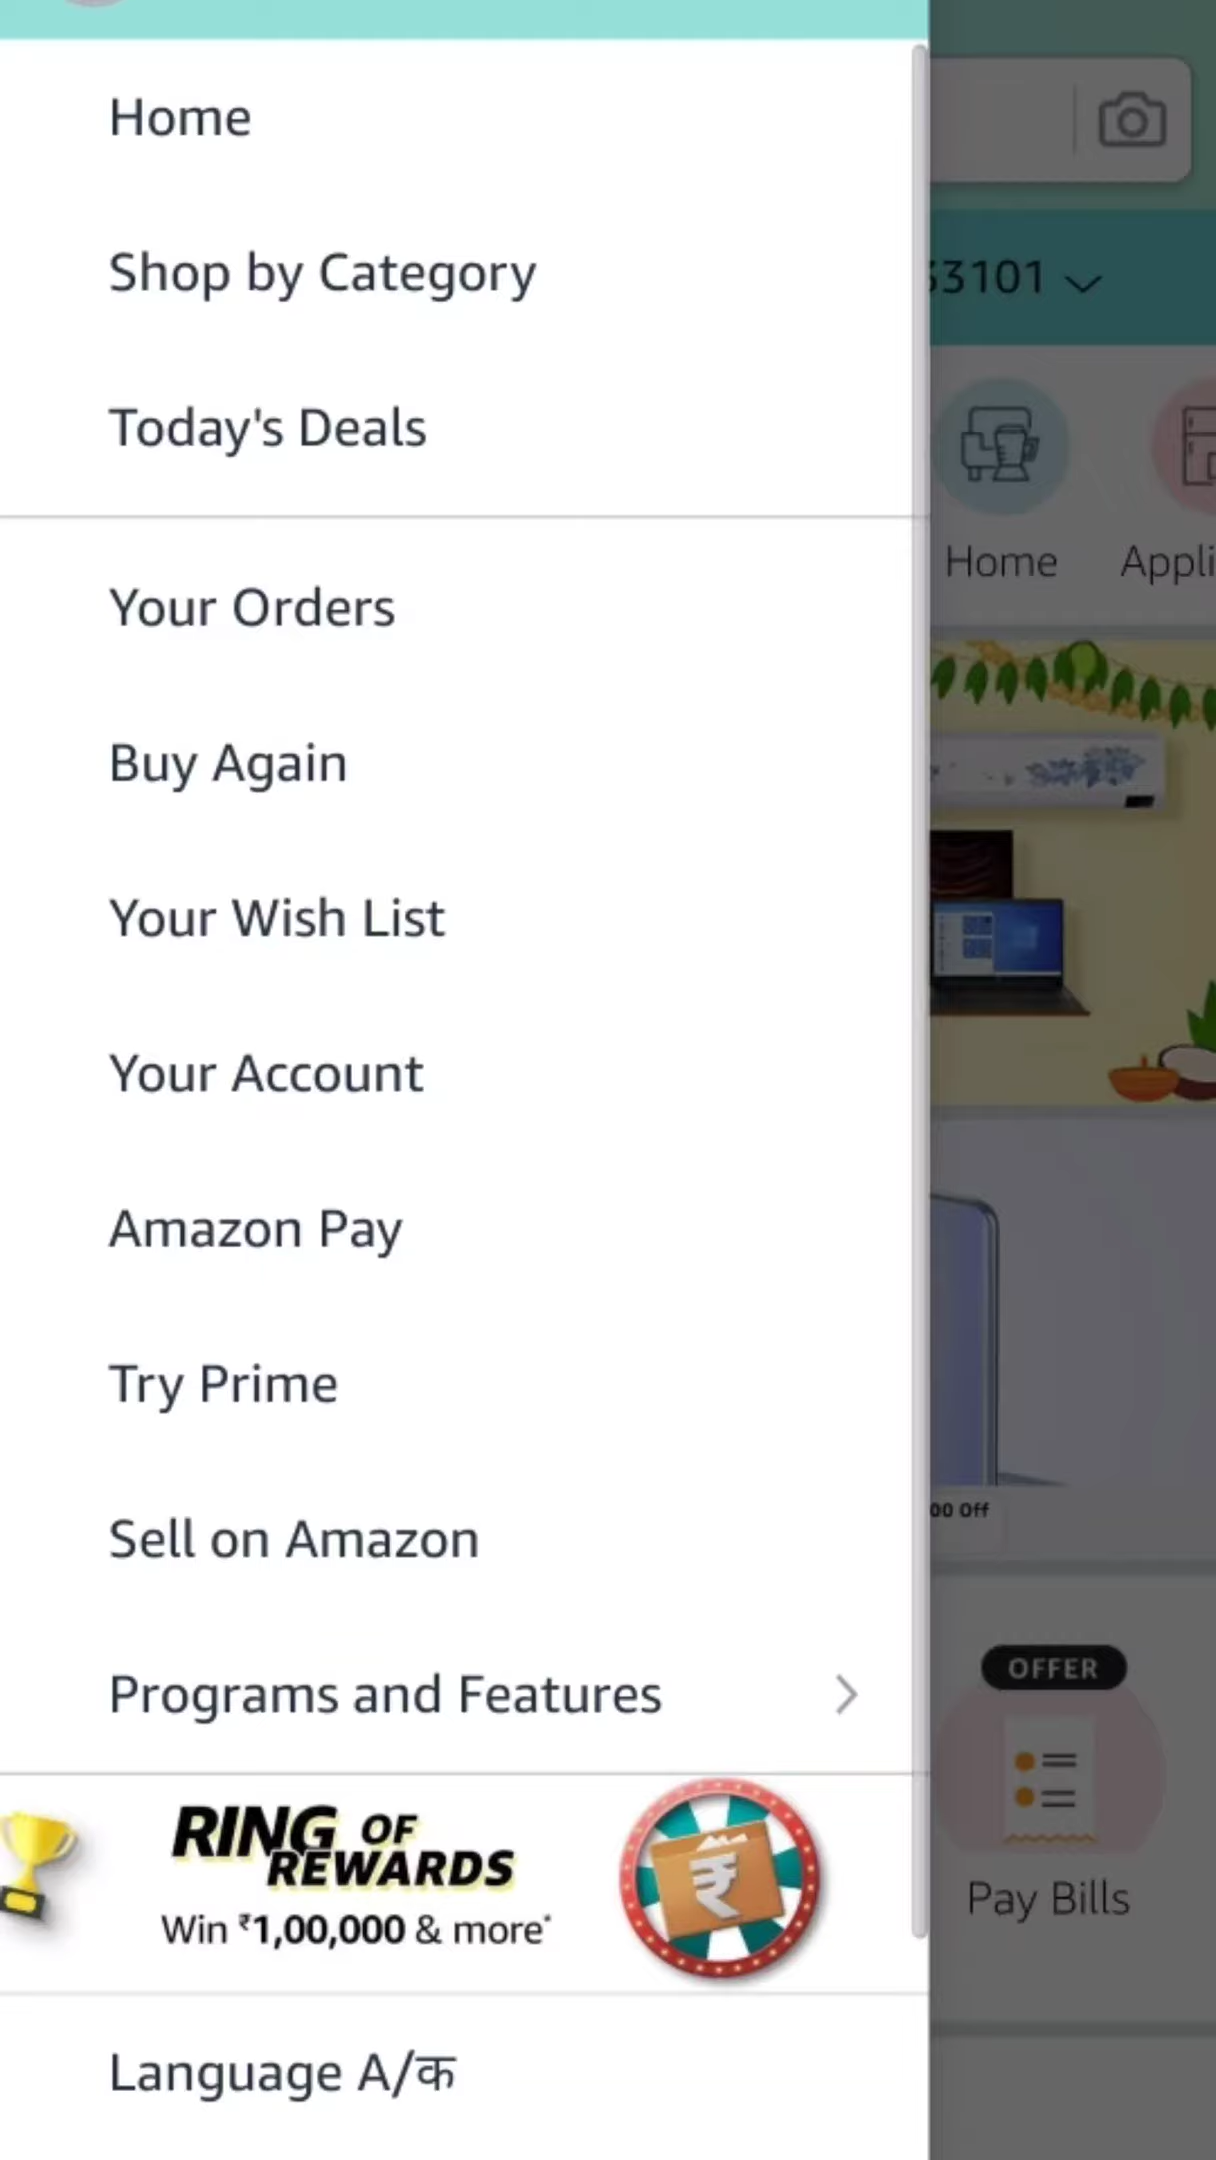 Home
Shop by Category
Today's Deals
Your Orders
Buy Again
Your Wish List
Your Account
Amazon Pay
Try Prime
Sell on Amazon
Programs and Features
RING OF
REWARDS
Win ₹1,00,000 & more*
Language A/क
33101
Home
Appli
00 Off
OFFER
Pay Bills